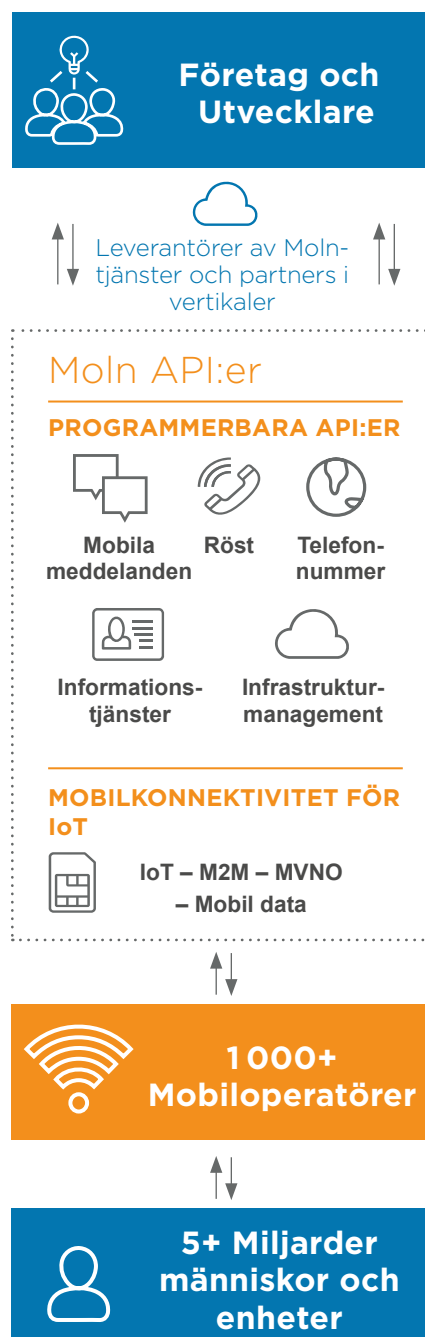 Företag och
Utvecklare
Leverantörer av Moln-
tjänster och partners i
vertikaler
Moln API:er
PROGRAMMERBARA API:ER
Mobila
meddelanden
Röst
Telefon-
nummer
Informations-
tjänster
Infrastruktur-
management
MOBILKONNEKTIVITET FÖR
IoT
IoT – M2M – MVNO
– Mobil data
1 000+
Mobiloperatörer
5+ Miljarder
människor och
enheter